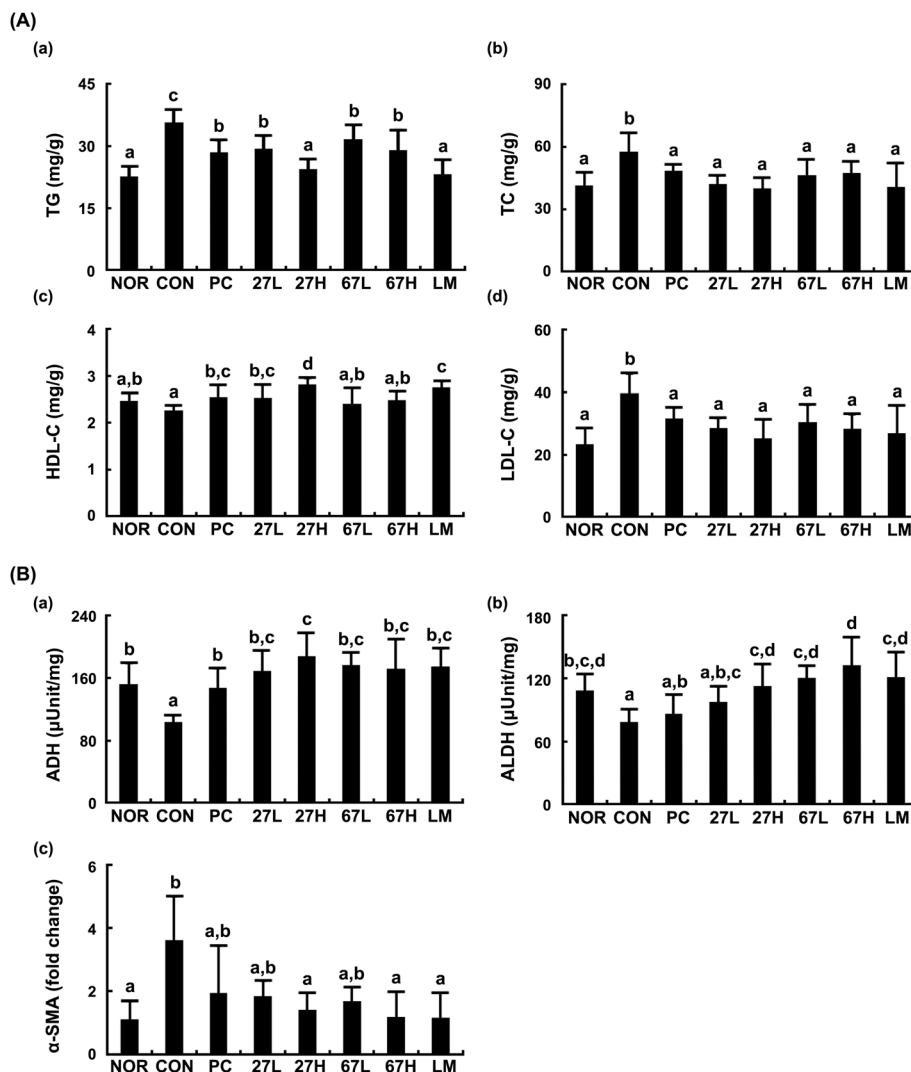 (A)
(a)
TG (mg/g)
45
30
15
0
a
c
b
b
a
b
b
a
NOR CON PC 27L 27H 67L 67H LM
(b)
TC (mg/g)
90
60
30
0
a
b
a
a
a
a
a
a
NOR CON PC 27L 27H 67L 67H LM
(c)
HDL-C (mg/g)
4
3
2
1
0
a,b
a
b,c
b,c
d
a,b
a,b
c
NOR CON PC 27L 27H 67L 67H LM
(d)
LDL-C (mg/g)
60
40
20
0
a
b
a
a
a
a
a
a
NOR CON PC 27L 27H 67L 67H LM
(B)
(a)
ADH (µUnit/mg)
240
160
80
0
b
a
b
b,c
c
b,c
b,c
b,c
NOR CON PC 27L 27H 67L 67H LM
(b)
ALDH (µUnit/mg)
180
120
60
0
b,c,d
a
a,b
a,b,c
c,d
c,d
d
c,d
NOR CON PC 27L 27H 67L 67H LM
(c)
α-SMA (fold change)
6
4
2
0
a
b
a,b
a,b
a
a,b
a
a
NOR CON PC 27L 27H 67L 67H LM